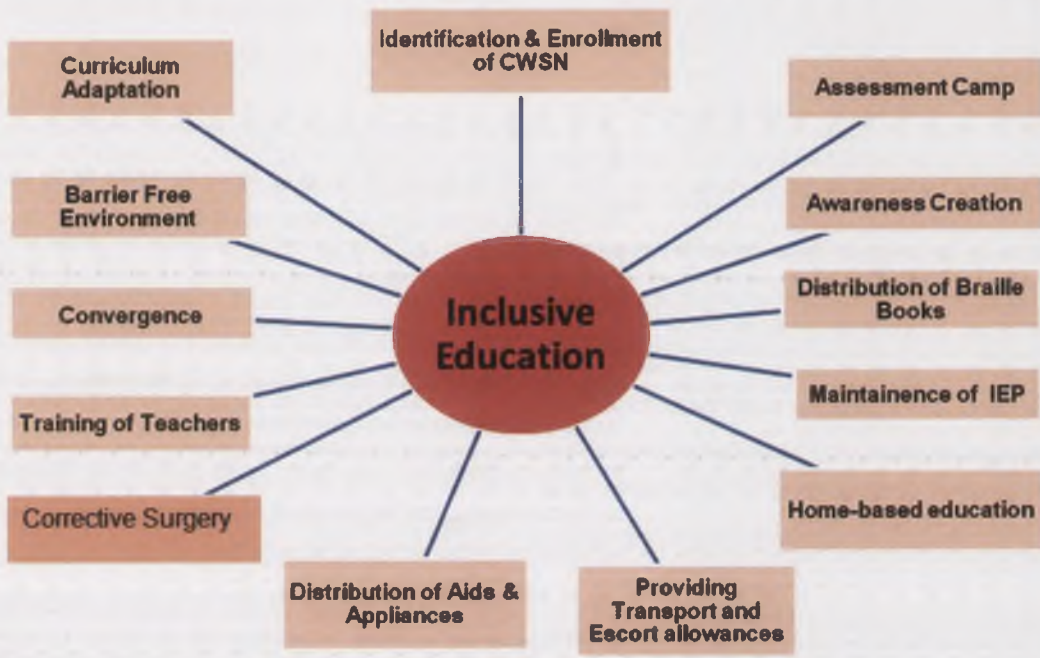 Identification & Enrollment
of CWSN
Curriculum
Adaptation
Assessment Camp
Barrier Free
Environment
Awareness Creation
Convergence
Distribution of Braille
Books
Inclusive
Education
Training of Teachers
Maintainence of IEP
Corrective Surgery
Home-based education
Distribution of Aids &
Appliances
Providing
Transport and
Escort allowances